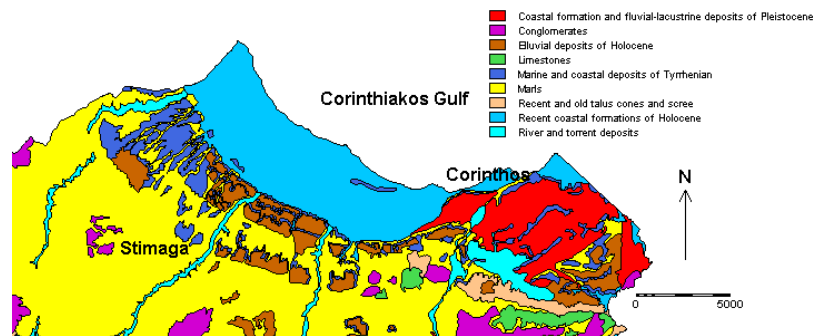 Coastal formation and fluvial-lacustrine deposits of Pleistocene
Conglomerates
Elluvial deposits of Holocene
Limestones
Marine and coastal deposits of Tyrrhenian
Marls
Recent and old talus cones and scree
Recent coastal formations of Holocene
River and torrent deposits
Corinthiakos Gulf
Corinthos
N
Stimaga
0 5000